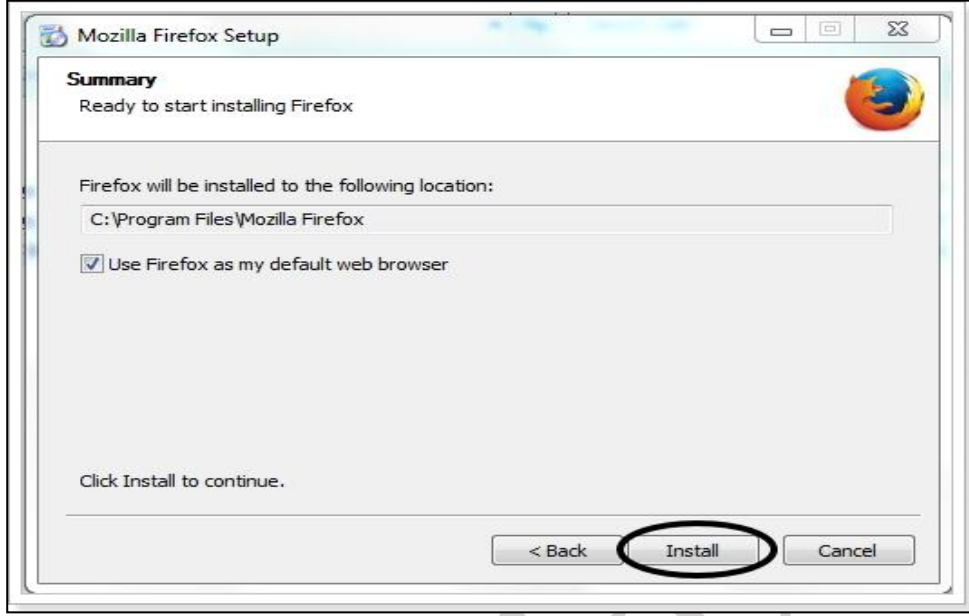 Mozilla Firefox Setup
Summary
Ready to start installing Firefox
Firefox will be installed to the following location:
C:\Program Files\Mozilla Firefox
Use Firefox as my default web browser
Click Install to continue.
< Back Install Cancel